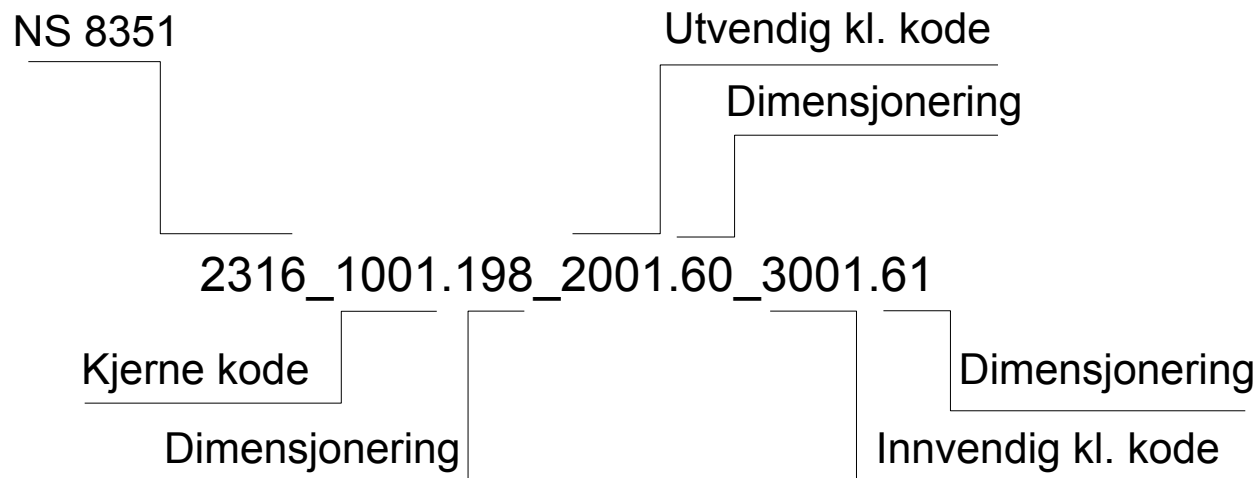 NS 8351
Utvendig kl. kode
Dimensjonering
2316_1001.198_2001.60_3001.61
Kjerne kode
Dimensjonering
Dimensjonering
Innvendig kl. kode